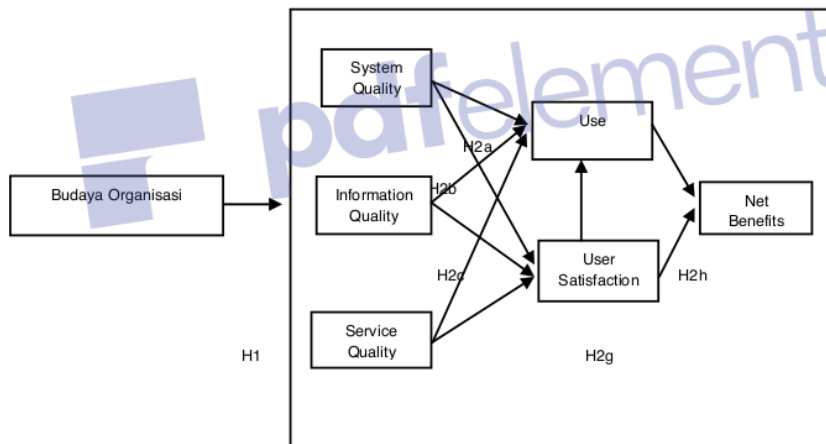 System
Quality
pdfelement
Use
H2a
Budaya Organisasi
Information
Quality
H2b
Net
Benefits
User
Satisfaction
H2c
H2h
Service
Quality
H1
H2g